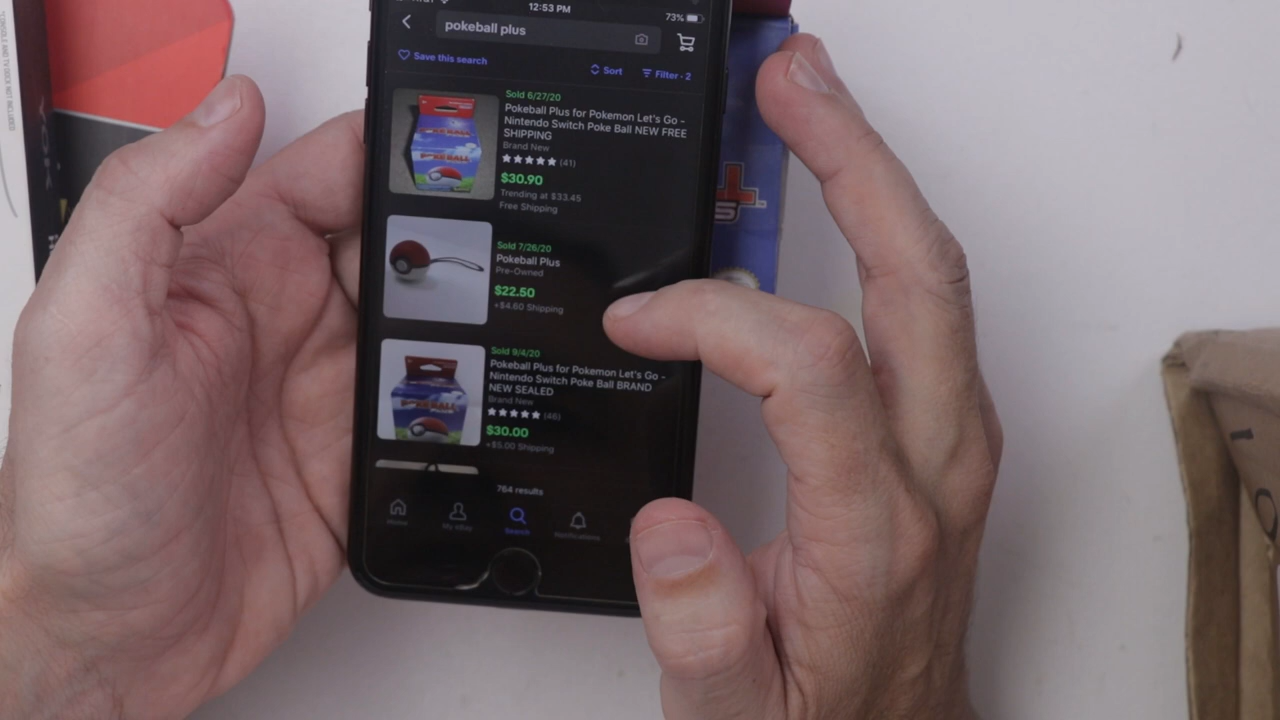 12:53 PM
73%
pokeball plus
Save this search
Sort
Filter • 2
Sold 6/27/20
Pokeball Plus for Pokemon Let's Go -
Nintendo Switch Poke Ball NEW FREE
SHIPPING
Brand New
(41)
$30.90
Trending at $33.45
Free Shipping
Sold 7/26/20
Pokeball Plus
Pre-Owned
$22.50
+$4.60 Shipping
Sold 9/4/20
Pokeball Plus for Pokemon Let's Go -
Nintendo Switch Poke Ball BRAND
NEW SEALED
Brand New
(46)
$30.00
+$5.00 Shipping
764 results
Home
My eBay
Search
Notifications